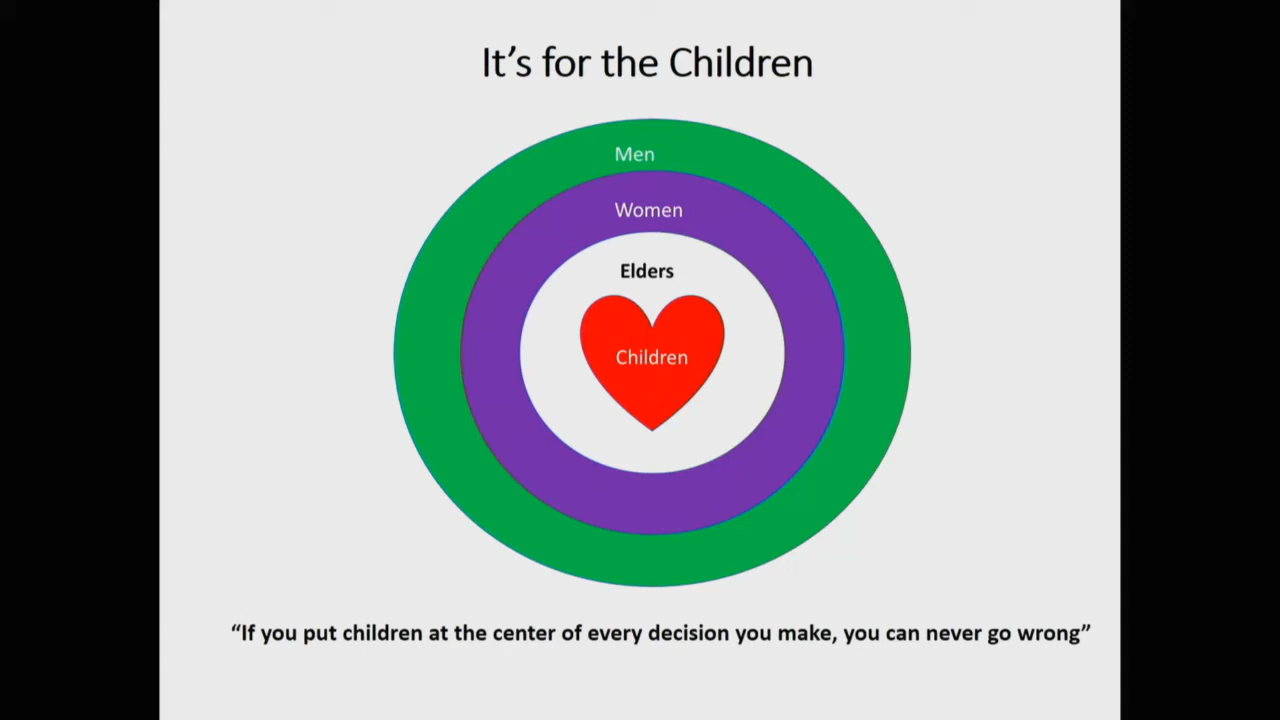 It’s for the Children
Men
Women
Elders
Children
“If you put children at the center of every decision you make, you can never go wrong”